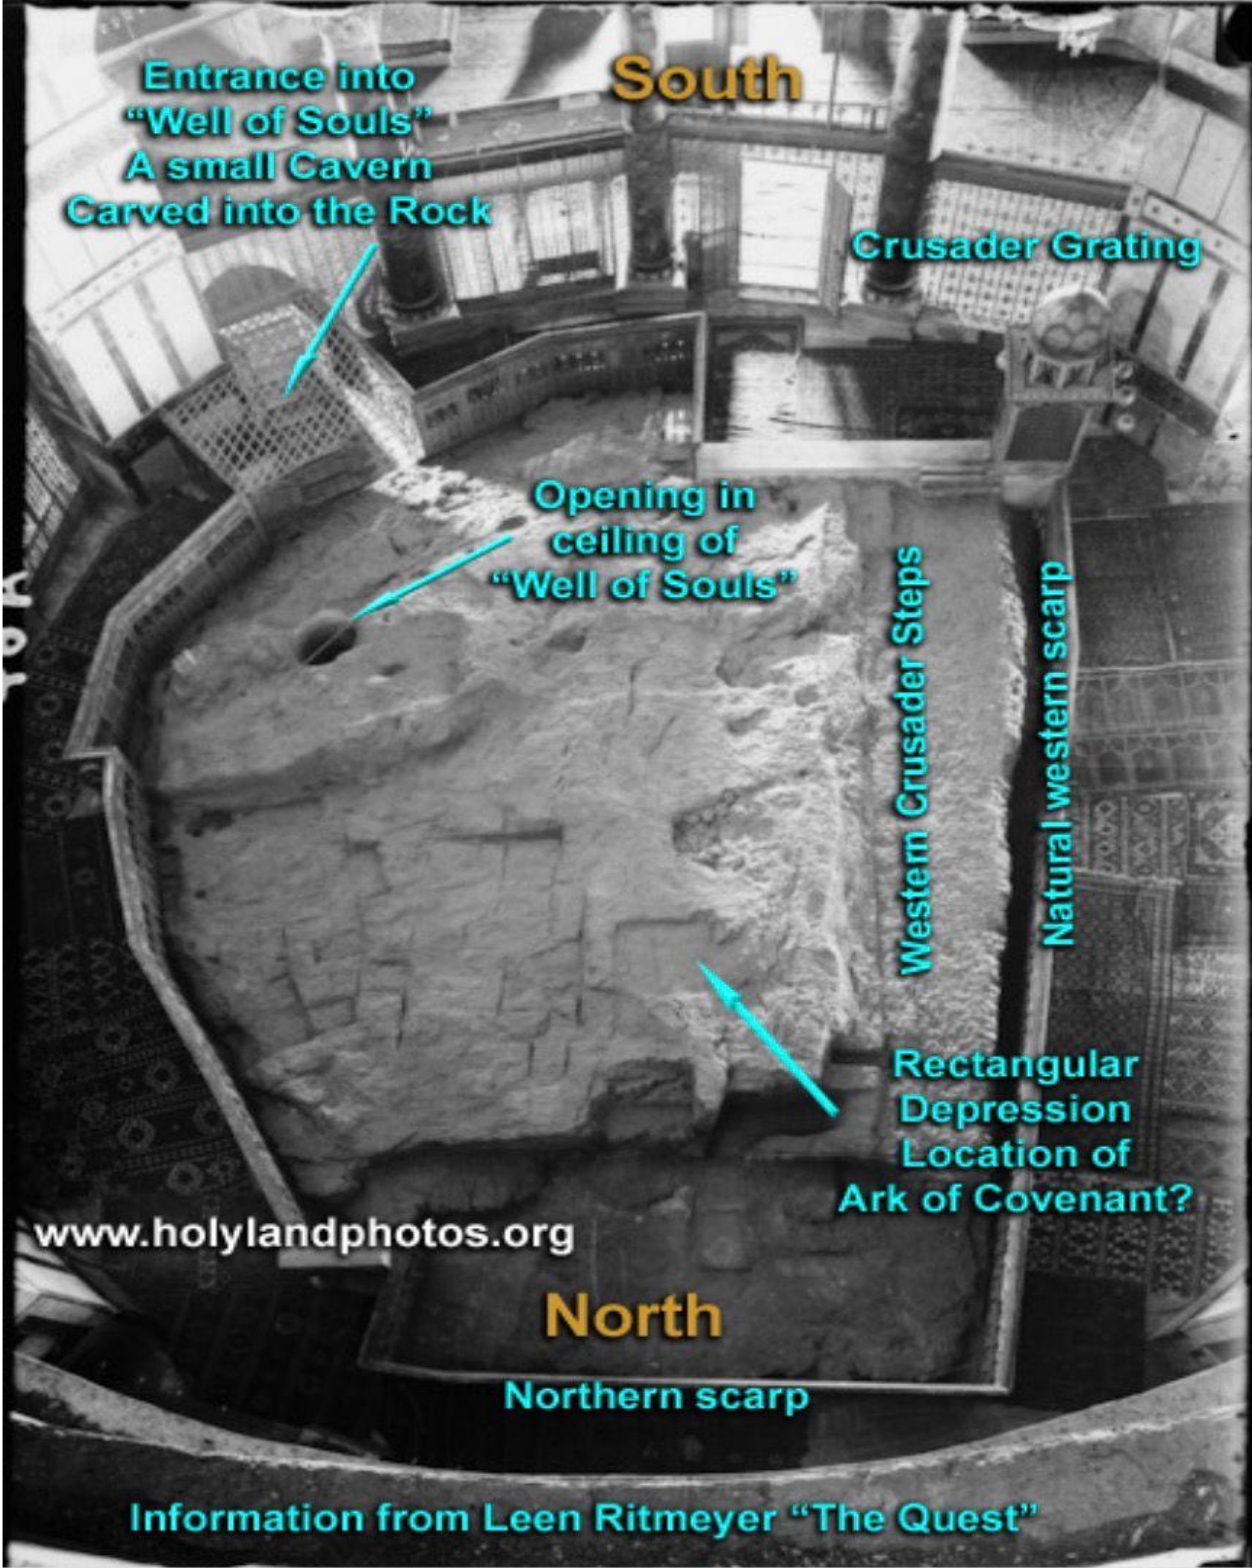 South
Entrance into
“Well of Souls”
A small Cavern
Carved into the Rock
Crusader Grating
Opening in
ceiling of
“Well of Souls”
Western Crusader Steps
Natural western scarp
Rectangular
Depression
Location of
Ark of Covenant?
www.holylandphotos.org
North
Northern scarp
Information from Leen Ritmeyer “The Quest”